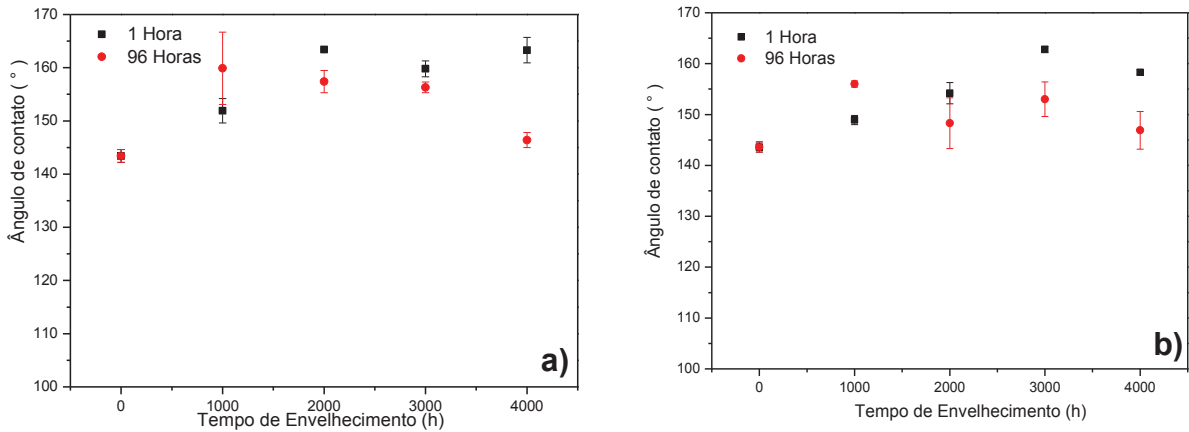 170
160
150
140
130
120
110
100
Ângulo de contato ( ° )
1 Hora
96 Horas
a)
0 1000 2000 3000 4000
Tempo de Envelhecimento (h)
170
160
150
140
130
120
110
100
Ângulo de contato ( ° )
1 Hora
96 Horas
b)
0 1000 2000 3000 4000
Tempo de Envelhecimento (h)